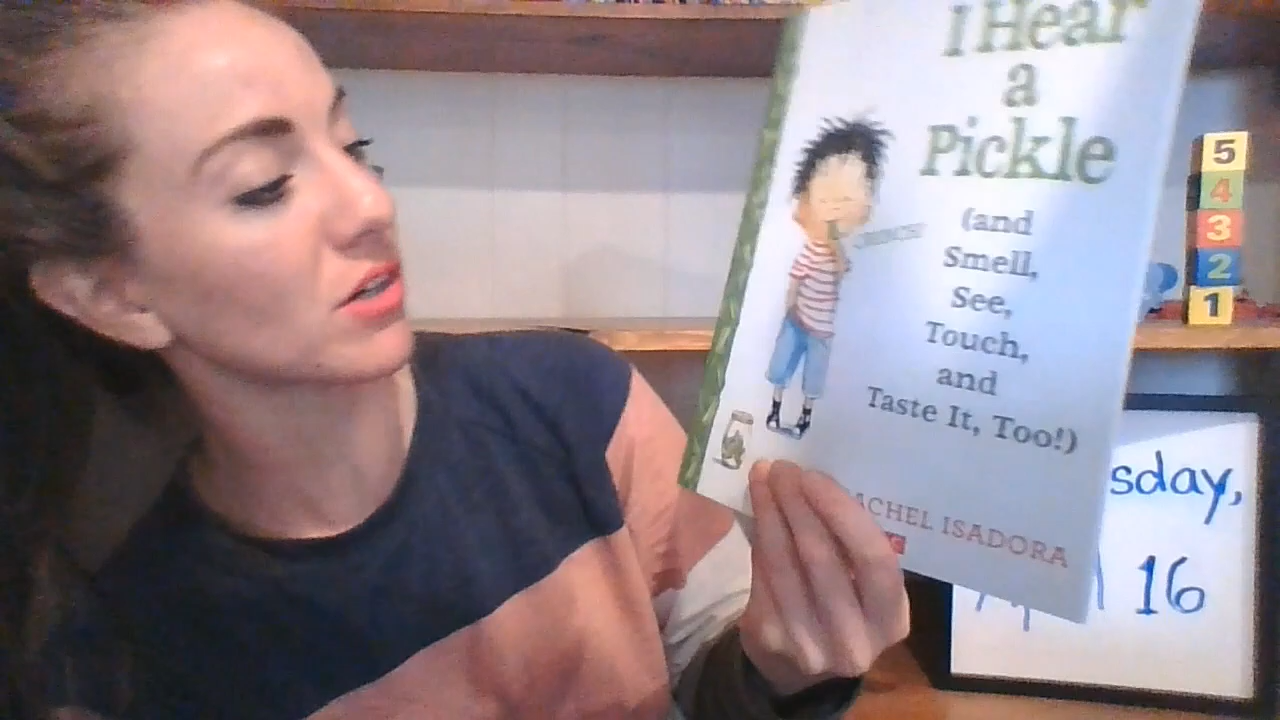 I Hear
a
Pickle
CRUNCH!
(and
Smell,
See,
Touch,
and
Taste It, Too!)
ACHEL ISADORA
5
4
3
2
1
sday,
16